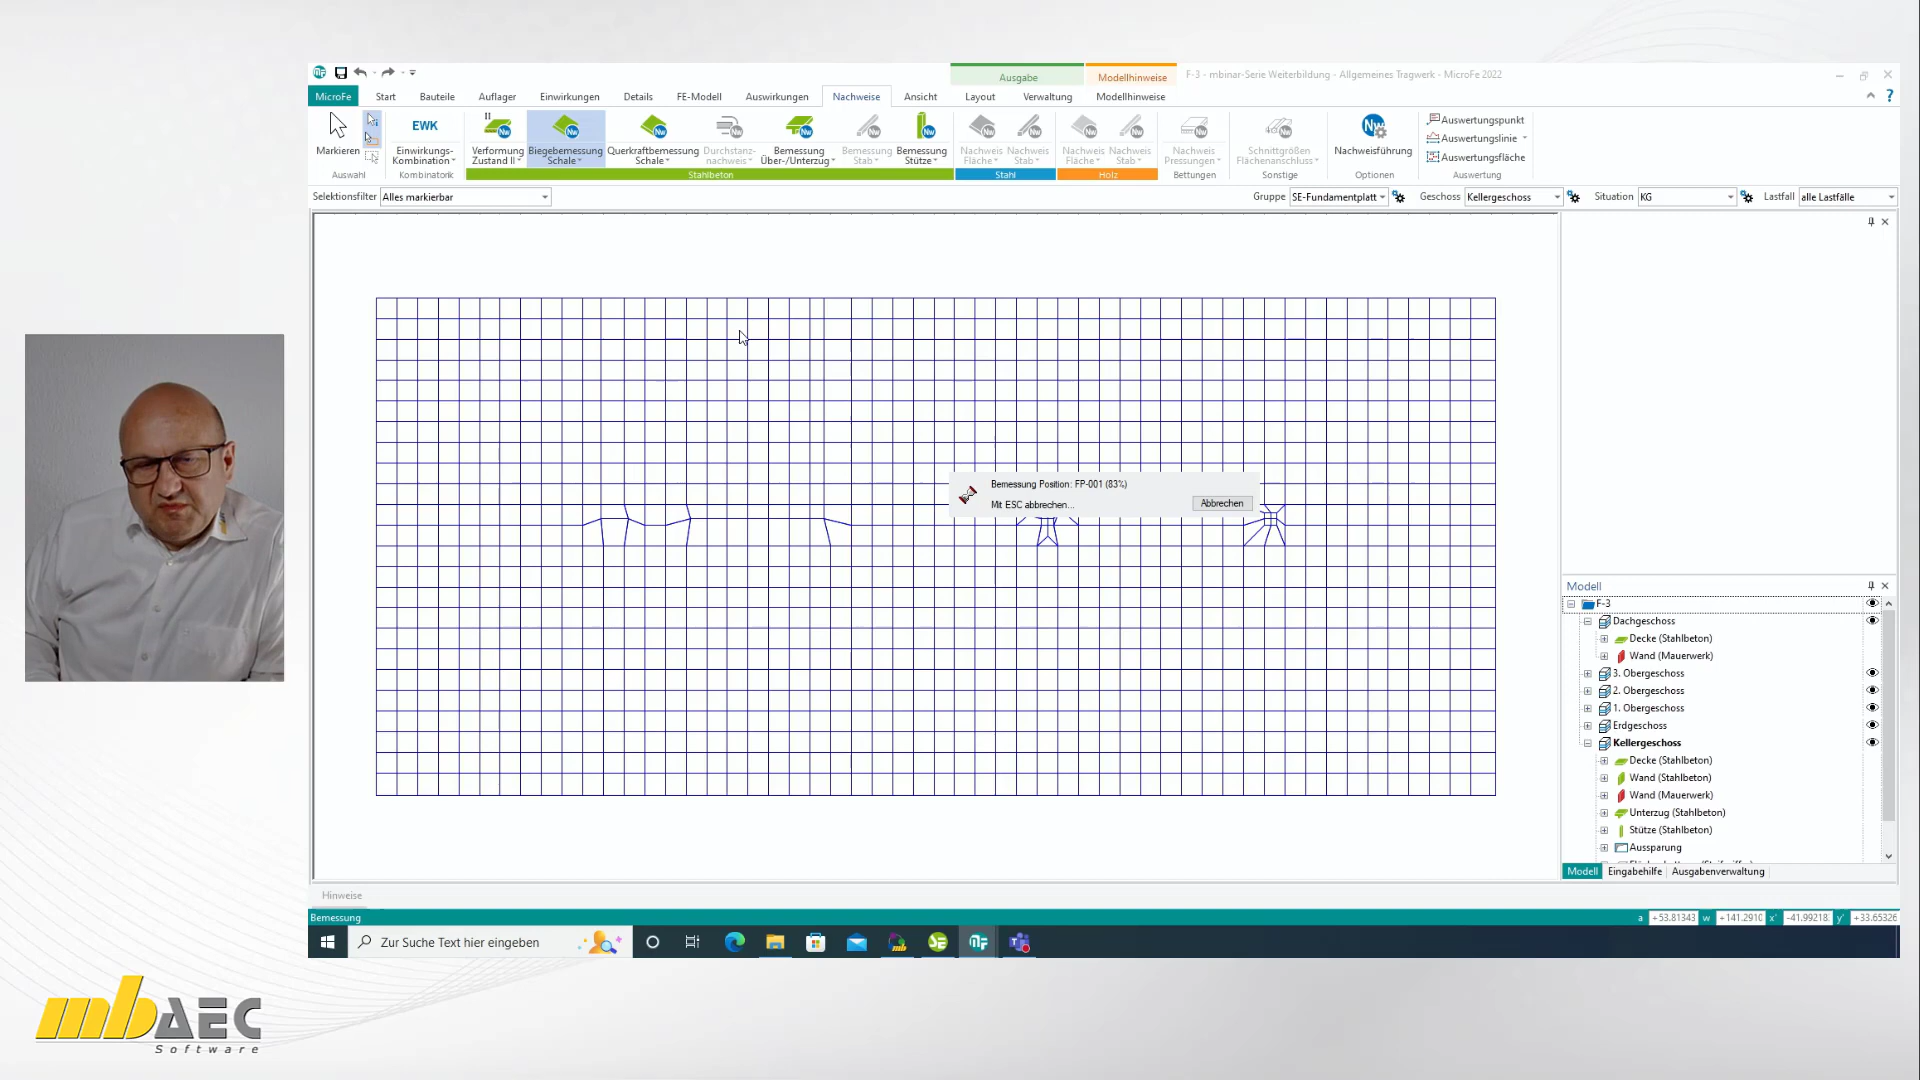 Ausgabe
Modellhinweise
F-3 - mbinar-Serie Weiterbildung - Allgemeines Tragwerk - MicroFe 2022
MicroFe
Start
Bauteile
Auflager
Einwirkungen
Details
FE-Modell
Auswirkungen
Nachweise
Ansicht
Layout
Verwaltung
Modellhinweise
Markieren
Auswahl
EWK
Einwirkungs-
Kombination
Kombinatorik
Verformung
Zustand II
Biegebemessung
Schale
Querkraftbemessung
Schale
Durchstanz-
nachweis
Bemessung
Über-/Unterzug
Bemessung
Stab
Bemessung
Stütze
Stahlbeton
Nachweis
Fläche
Nachweis
Stab
Stahl
Nachweis
Fläche
Nachweis
Stab
Holz
Nachweis
Pressungen
Bettungen
Schnittgrößen
Flächenanschluss
Sonstige
Nachweisführung
Optionen
Auswertungspunkt
Auswertungslinie
Auswertungsfläche
Auswertung
Selektionsfilter
Alles markierbar
Gruppe
SE-Fundamentplatt
Geschoss
Kellergeschoss
Situation
KG
Lastfall
alle Lastfälle
Bemessung Position: FP-001 (83%)
Mit ESC abbrechen...
Abbrechen
Modell
F-3
Dachgeschoss
Decke (Stahlbeton)
Wand (Mauerwerk)
3. Obergeschoss
2. Obergeschoss
1. Obergeschoss
Erdgeschoss
Kellergeschoss
Decke (Stahlbeton)
Wand (Stahlbeton)
Wand (Mauerwerk)
Unterzug (Stahlbeton)
Stütze (Stahlbeton)
Aussparung
Modell
Eingabehilfe
Ausgabenverwaltung
Hinweise
Bemessung
a
+53.81343
w
+141.2910
x'
-41.99218
y'
+33.65326
Zur Suche Text hier eingeben
mbAEC
Software